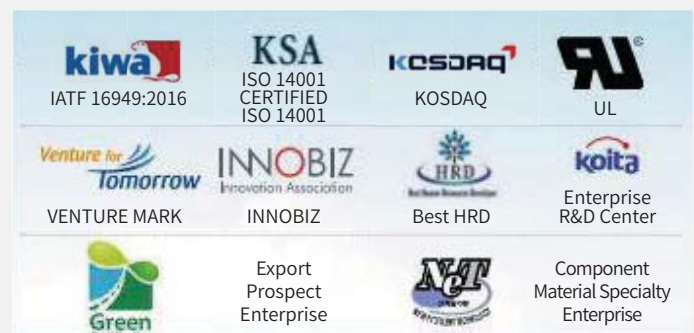 kiwa
IATF 16949:2016
KSA
ISO 14001
CERTIFIED
ISO 14001
KOSDAQ
KOSDAQ
®
UL
Venture for
Tomorrow
VENTURE MARK
INNOBIZ
Innovation Association
INNOBIZ
HRD
Best HRD
koita
Enterprise
R&D Center
Green
Export
Prospect
Enterprise
NeT
Component
Material Specialty
Enterprise